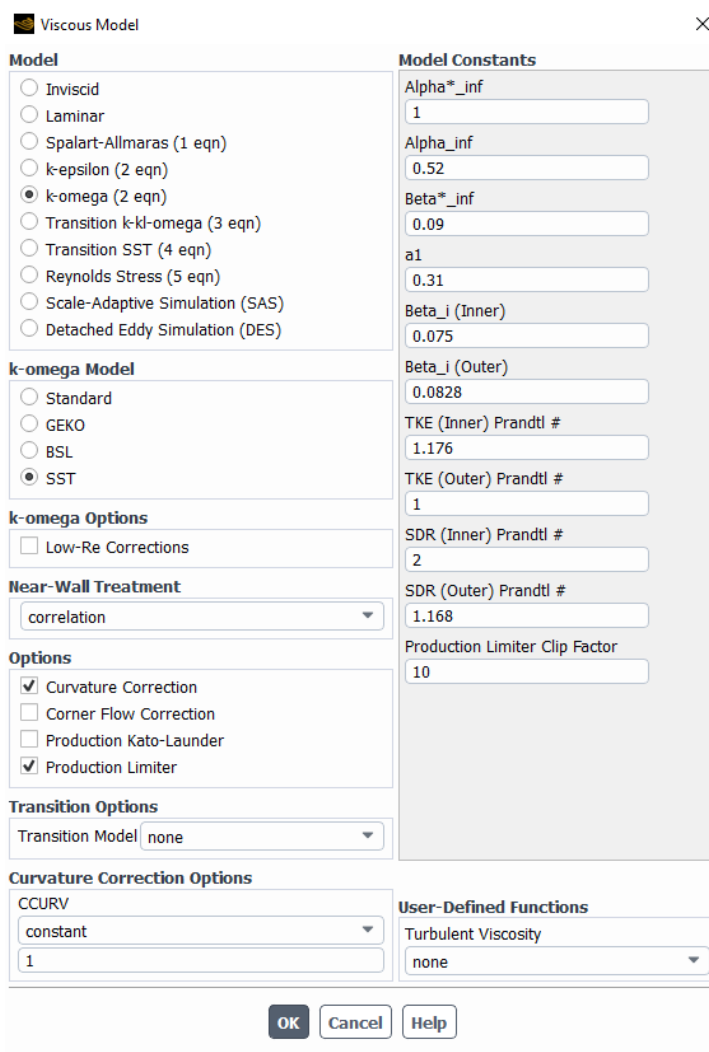 Viscous Model
Model
Inviscid
Laminar
Spalart-Allmaras (1 eqn)
k-epsilon (2 eqn)
k-omega (2 eqn)
Transition k-kl-omega (3 eqn)
Transition SST (4 eqn)
Reynolds Stress (5 eqn)
Scale-Adaptive Simulation (SAS)
Detached Eddy Simulation (DES)
k-omega Model
Standard
GEKO
BSL
SST
k-omega Options
Low-Re Corrections
Near-Wall Treatment
correlation
Options
Curvature Correction
Corner Flow Correction
Production Kato-Launder
Production Limiter
Transition Options
Transition Model none
Curvature Correction Options
CCURV
constant
1
Model Constants
Alpha*_inf
1
Alpha_inf
0.52
Beta*_inf
0.09
a1
0.31
Beta_i (Inner)
0.075
Beta_i (Outer)
0.0828
TKE (Inner) Prandtl #
1.176
TKE (Outer) Prandtl #
1
SDR (Inner) Prandtl #
2
SDR (Outer) Prandtl #
1.168
Production Limiter Clip Factor
10
User-Defined Functions
Turbulent Viscosity
none
OK Cancel Help